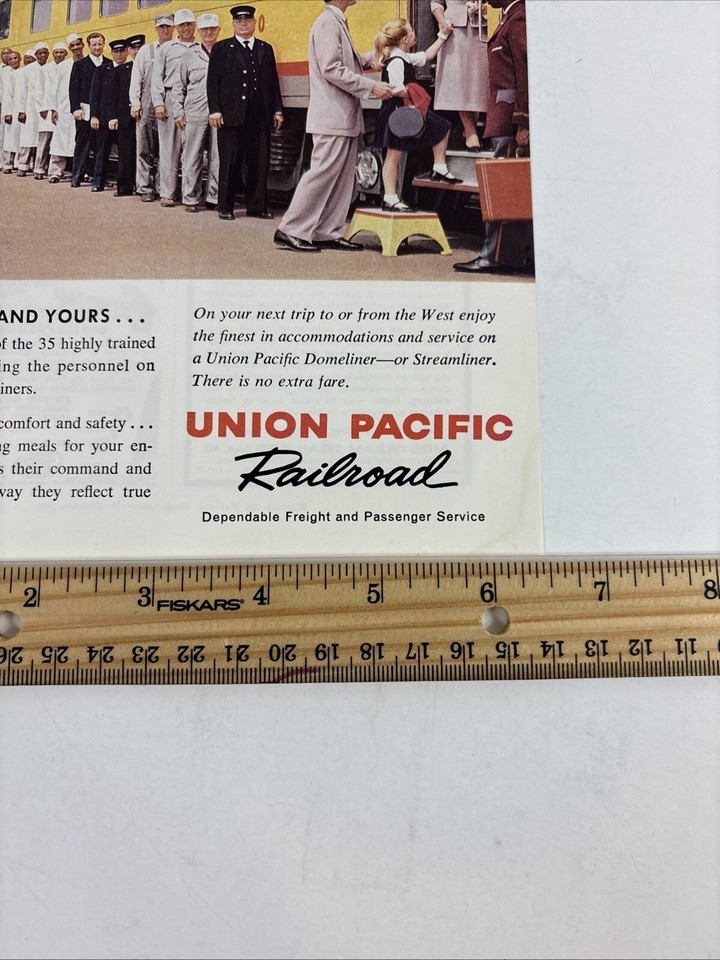 0
AND YOURS...
of the 35 highly trained
ing the personnel on
iners.
comfort and safety...
ng meals for your en-
s their command and
way they reflect true
On your next trip to or from the West enjoy
the finest in accommodations and service on
a Union Pacific Domeliner—or Streamliner.
There is no extra fare.
UNION PACIFIC
Railroad
Dependable Freight and Passenger Service
2 3 4 5 6 7 8
FISKARS®
26 25 24 23 22 21 20 19 18 17 16 15 14 13 12 11